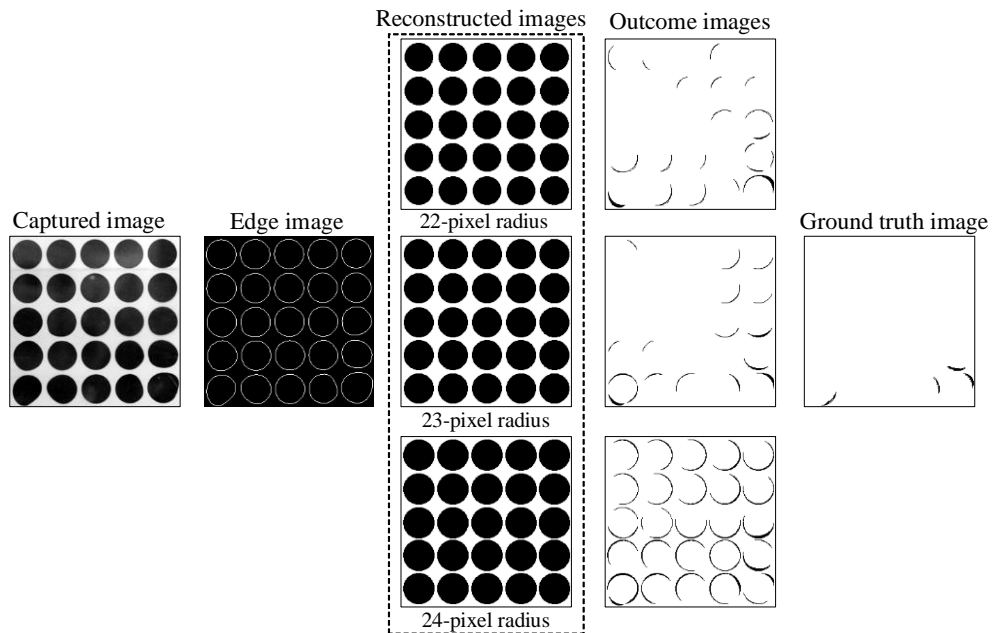 Reconstructed images
Outcome images
22-pixel radius
Captured image
Edge image
Ground truth image
23-pixel radius
24-pixel radius